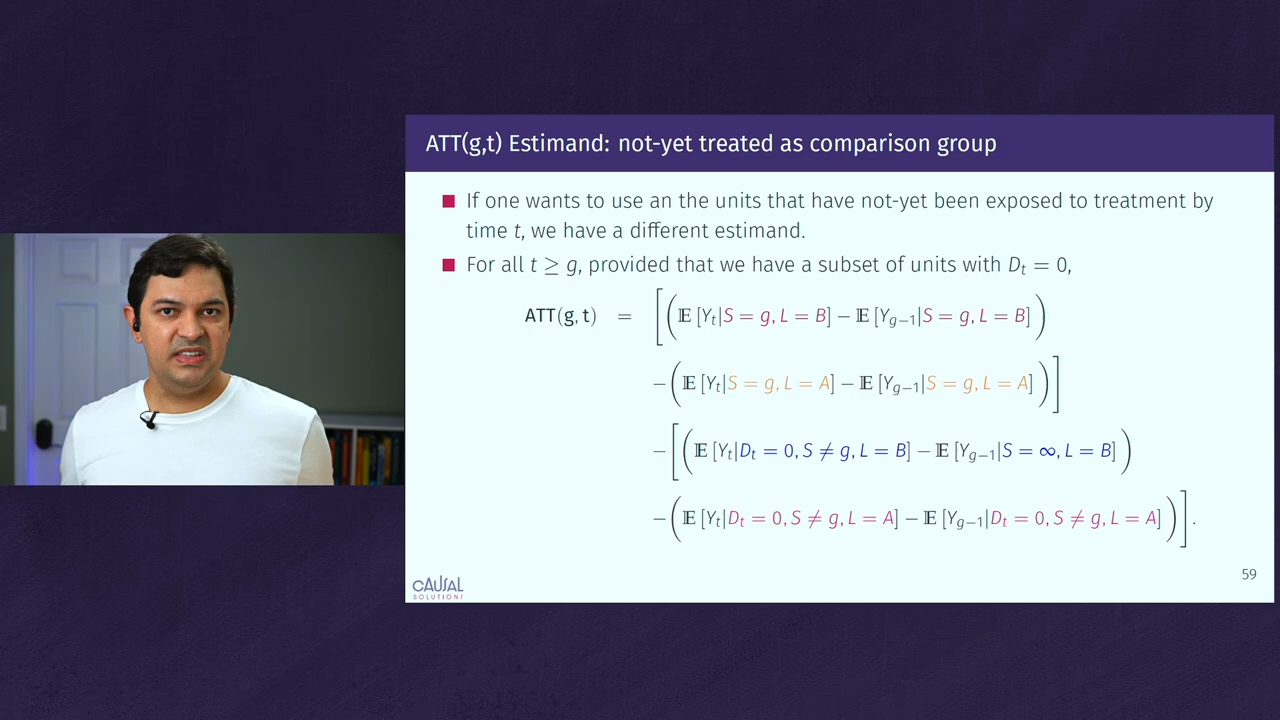 ATT(g,t) Estimand: not-yet treated as comparison group
■ If one wants to use an the units that have not-yet been exposed to treatment by
time t, we have a different estimand.
■ For all t ≥ g, provided that we have a subset of units with D_t = 0,
ATT(g, t) = [(𝔼 [Y_t|S = g, L = B] − 𝔼 [Y_{g−1}|S = g, L = B])
−(𝔼 [Y_t|S = g, L = A] − 𝔼 [Y_{g−1}|S = g, L = A])]
−[(𝔼 [Y_t|D_t = 0, S ≠ g, L = B] − 𝔼 [Y_{g−1}|S = ∞, L = B])
−(𝔼 [Y_t|D_t = 0, S ≠ g, L = A] − 𝔼 [Y_{g−1}|D_t = 0, S ≠ g, L = A])].
59
CAUSAL
SOLUTIONS